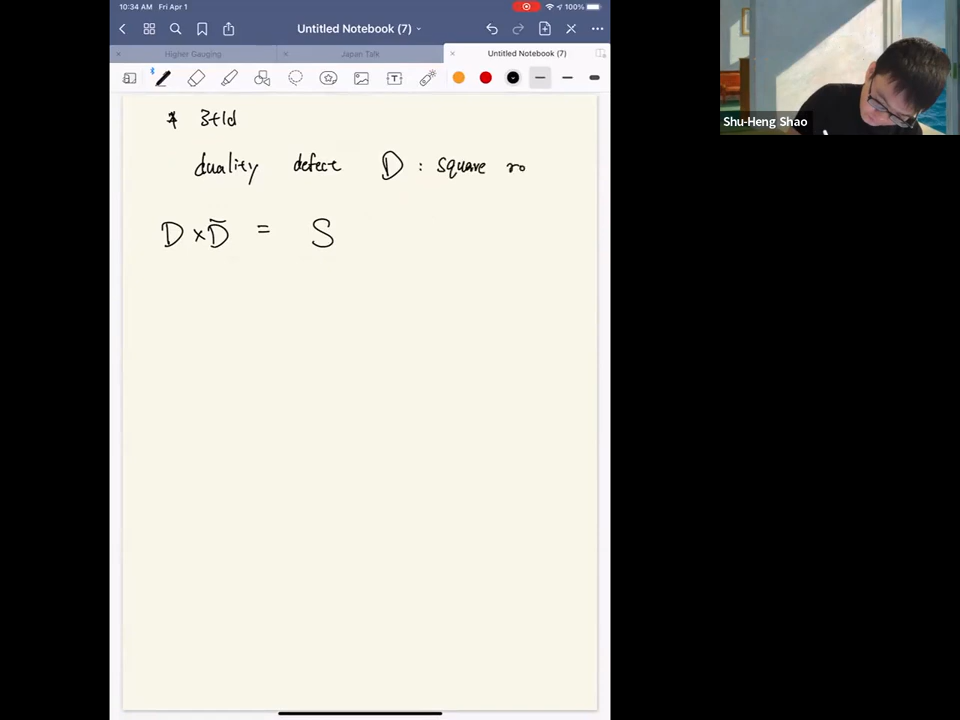 10:34 AM Fri Apr 1
100%
Untitled Notebook (7)
Higher Gauging
Japan Talk
Untitled Notebook (7)
* 3+1d
duality defect D : square ro
D × D̄ = S
Shu-Heng Shao